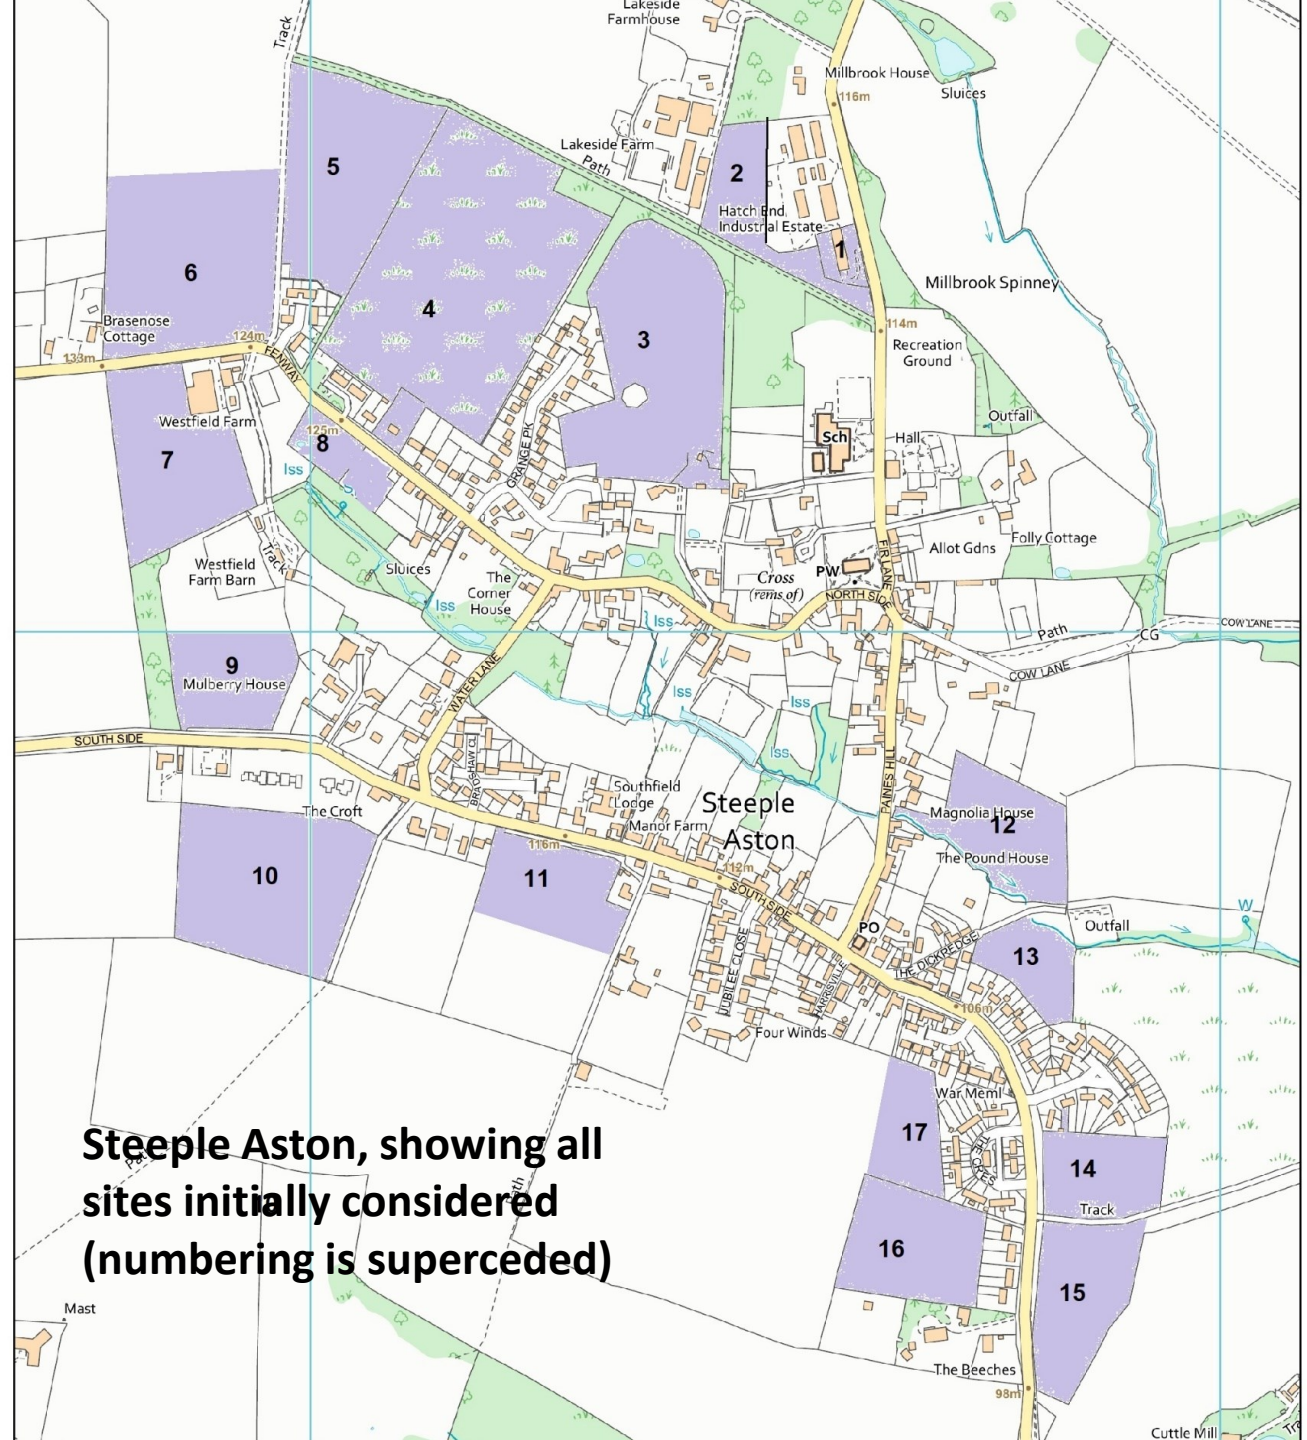 Lakeside
Farmhouse
Track
Millbrook House
116m
Sluices
Lakeside Farm
Path
5
2
Hatch End
Industrial Estate
1
6
4
3
Millbrook Spinney
Brasenose
Cottage
124m
133m
FENWAY
114m
Recreation
Ground
Westfield Farm
125m
8
7
Iss
S
GRANGE PK
Sch
Hall
Outfall
Westfield
Farm Barn
Track
Sluices
The
Corner
House
Iss
Cross
(rems of)
PW
NORTH SIDE
FIR LANE
Allot Gdns
Folly Cottage
Iss
Path
CG
COW LANE
COW LANE
9
Mulberry House
WATER LANE
Iss
Iss
Iss
SOUTH SIDE
BRADSHAW CL
Southfield
Lodge
Manor Farm
Steeple
Aston
PAINES HILL
Magnolia House
12
The Pound House
The Croft
116m
112m
10
11
SOUTH SIDE
PO
THE DICKREDGE
Outfall
W
13
JUBILEE CLOSE
HARRISVILLE
Four Winds
106m
War Meml
17
THE CRES
14
Track
Steeple Aston, showing all
sites initially considered
(numbering is superceded)
Path
Path
16
15
Mast
The Beeches
98m
Cuttle Mill